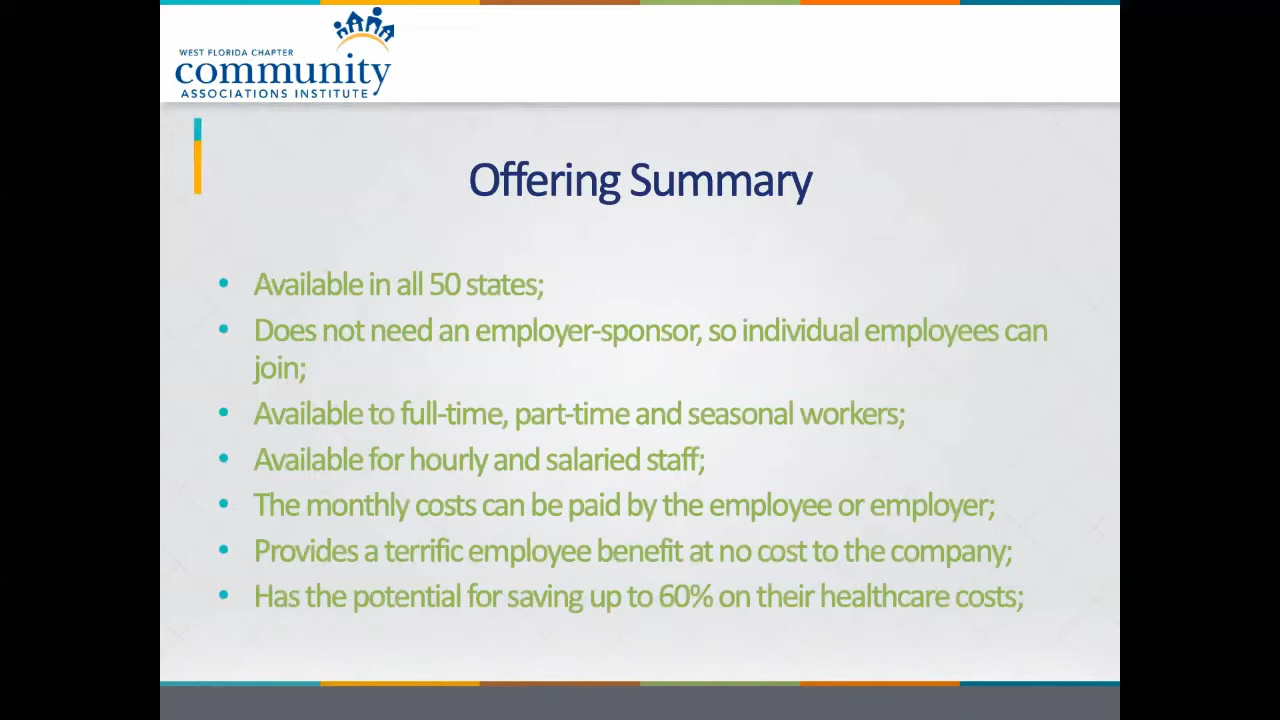 WEST FLORIDA CHAPTER
community
ASSOCIATIONS INSTITUTE
Offering Summary
• Available in all 50 states;
• Does not need an employer-sponsor, so individual employees can
join;
• Available to full-time, part-time and seasonal workers;
• Available for hourly and salaried staff;
• The monthly costs can be paid by the employee or employer;
• Provides a terrific employee benefit at no cost to the company;
• Has the potential for saving up to 60% on their healthcare costs;